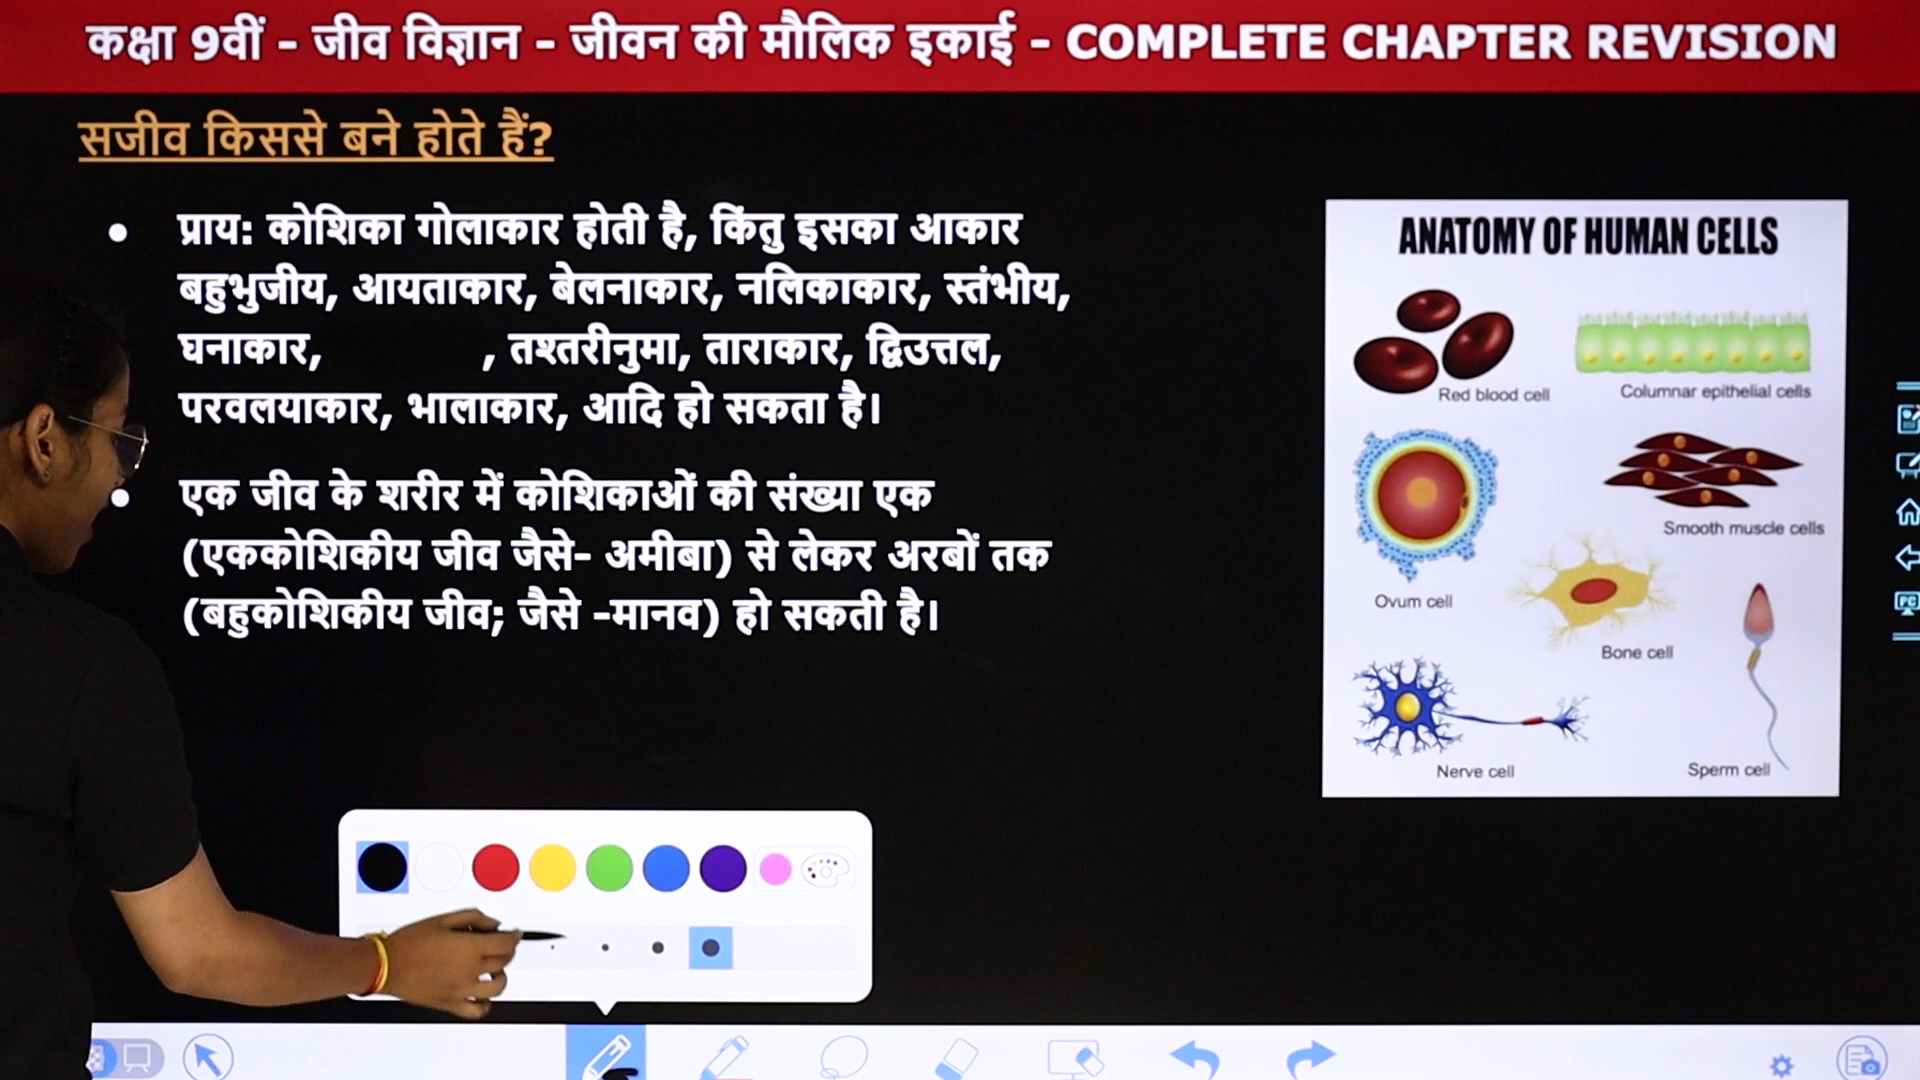 कक्षा 9वीं - जीव विज्ञान - जीवन की मौलिक इकाई - COMPLETE CHAPTER REVISION
सजीव किससे बने होते हैं?
• प्राय: कोशिका गोलाकार होती है, किंतु इसका आकार
बहुभुजीय, आयताकार, बेलनाकार, नलिकाकार, स्तंभीय,
घनाकार, , तश्तरीनुमा, ताराकार, द्विउत्तल,
परवलयाकार, भालाकार, आदि हो सकता है।
• एक जीव के शरीर में कोशिकाओं की संख्या एक
(एककोशिकीय जीव जैसे- अमीबा) से लेकर अरबों तक
(बहुकोशिकीय जीव; जैसे -मानव) हो सकती है।
ANATOMY OF HUMAN CELLS
Red blood cell
Columnar epithelial cells
Smooth muscle cells
Ovum cell
Bone cell
Nerve cell
Sperm cell
PC